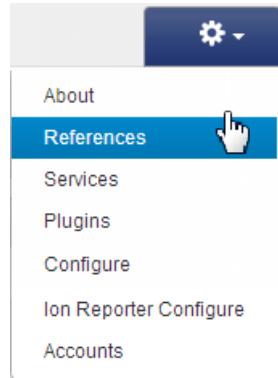 About
References
Services
Plugins
Configure
Ion Reporter Configure
Accounts